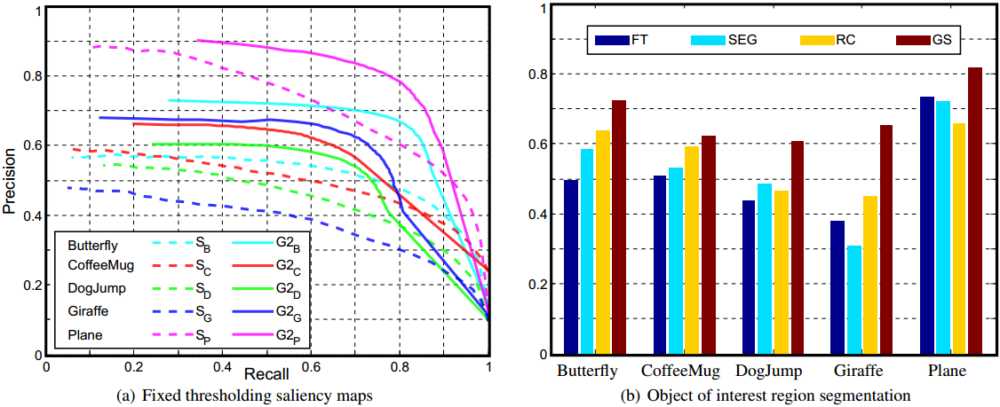 1
0.8
0.6
0.4
0.2
0
Precision
0 0.2 0.4 0.6 0.8 1
Recall
Butterfly S_B G2_B
CoffeeMug S_C G2_C
DogJump S_D G2_D
Giraffe S_G G2_G
Plane S_P G2_P
(a) Fixed thresholding saliency maps
1
0.8
0.6
0.4
0.2
0
FT SEG RC GS
Butterfly CoffeeMug DogJump Giraffe Plane
(b) Object of interest region segmentation